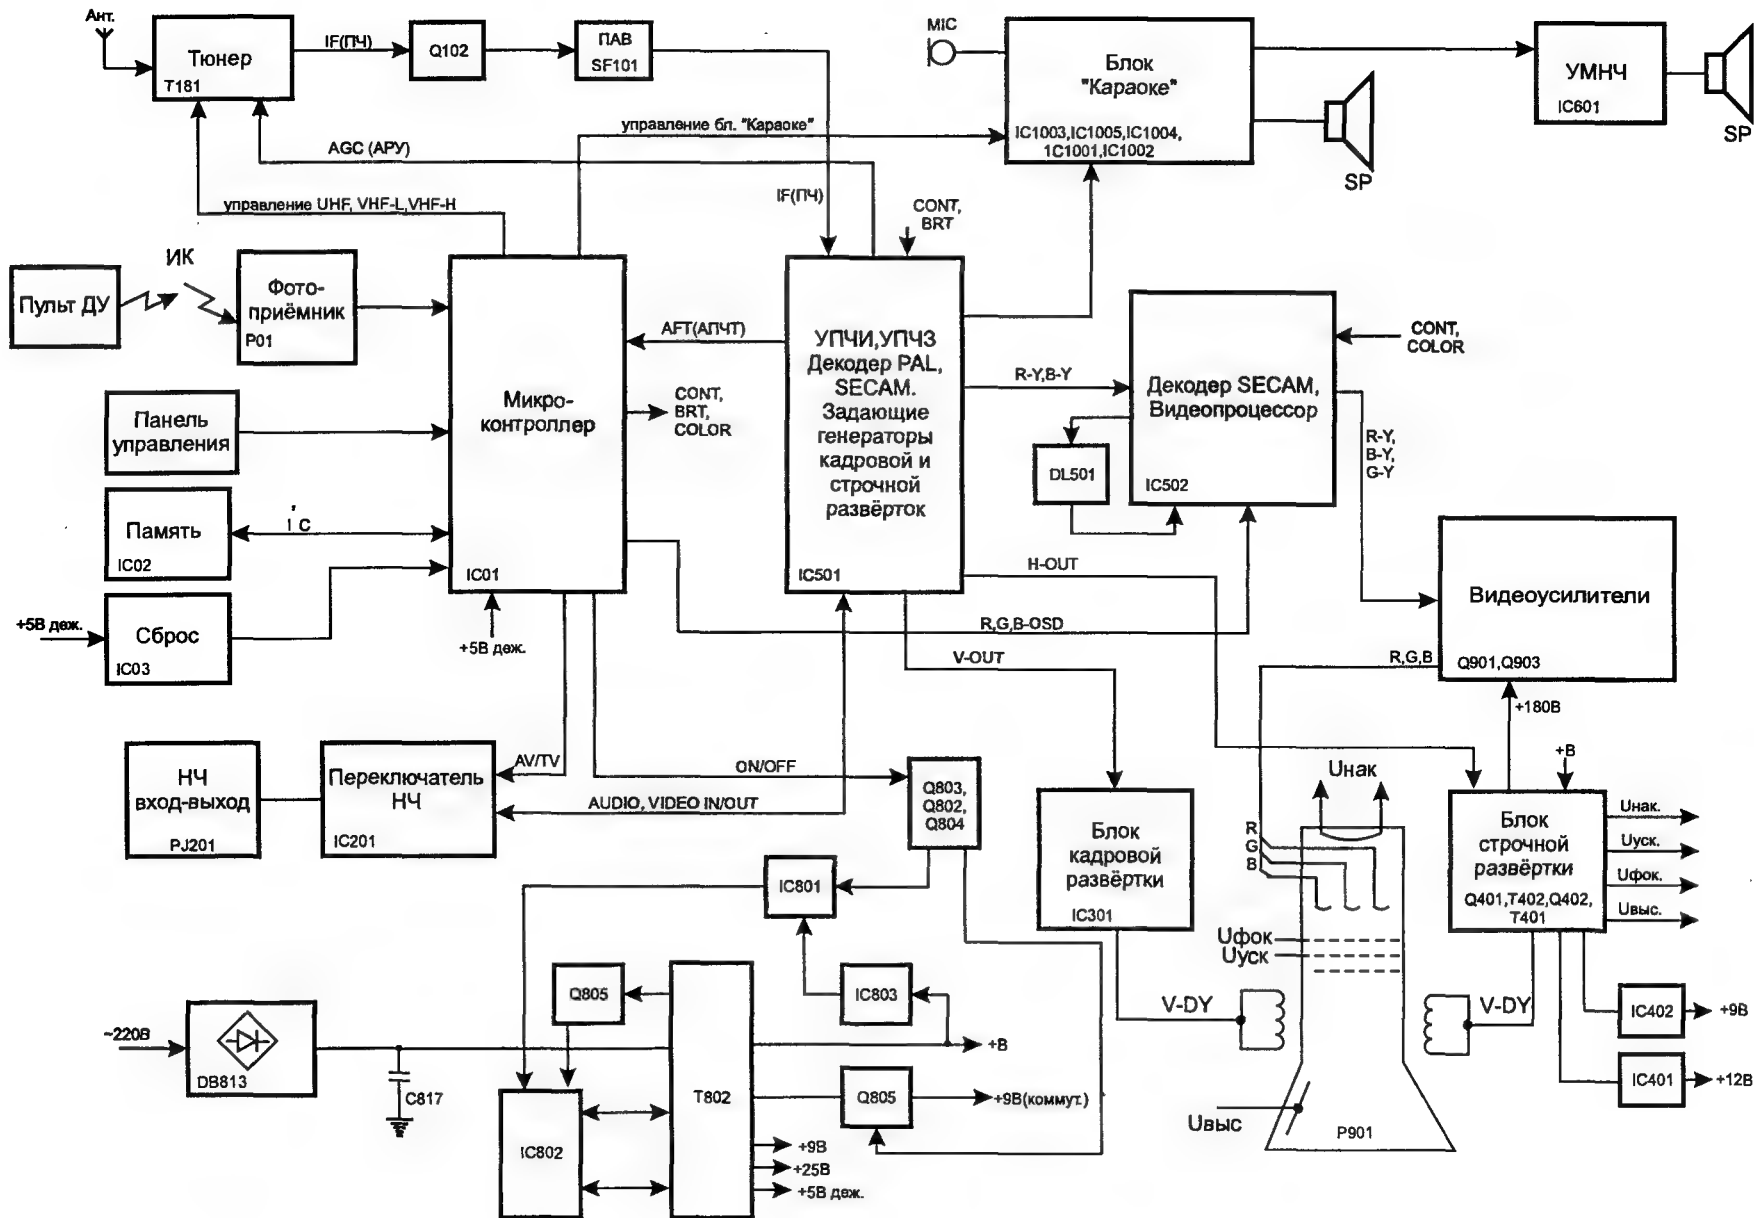 Ант.
Тюнер
T181
IF(ПЧ)
Q102
ПАВ
SF101
MIC
Блок
"Караоке"
IC1003,IC1005,IC1004,
1C1001,IC1002
УМНЧ
IC601
SP
SP
управление бл. "Караоке"
AGC (АРУ)
управление UHF, VHF-L,VHF-H
IF(ПЧ)
CONT,
BRT
Пульт ДУ
ИК
Фото-
приёмник
P01
Микро-
контроллер
IC01
AFT(АПЧТ)
CONT,
BRT,
COLOR
УПЧИ,УПЧЗ
Декодер PAL,
SECAM.
Задающие
генераторы
кадровой и
строчной
развёрток
IC501
R-Y,B-Y
Декодер SECAM,
Видеопроцессор
IC502
DL501
CONT,
COLOR
R-Y,
B-Y,
G-Y
Панель
управления
Память
IC02
I C
+5В деж.
Сброс
IC03
+5В деж.
H-OUT
R,G,B-OSD
V-OUT
Видеоусилители
Q901,Q903
R,G,B
+180В
+B
НЧ
вход-выход
PJ201
Переключатель
НЧ
IC201
AV/TV
ON/OFF
AUDIO, VIDEO IN/OUT
Q803,
Q802,
Q804
Блок
кадровой
развёртки
IC301
Uнак
R
G
B
Блок
строчной
развёртки
Q401,T402,Q402,
T401
Uнак.
Uуск.
Uфок.
Uвыс.
IC801
Uфок
Uуск
Q805
IC803
V-DY
V-DY
IC402
+9В
IC401
+12В
~220В
DB813
C817
T802
+B
Q805
+9В(коммут.)
IC802
+9В
+25В
+5В деж.
Uвыс
P901